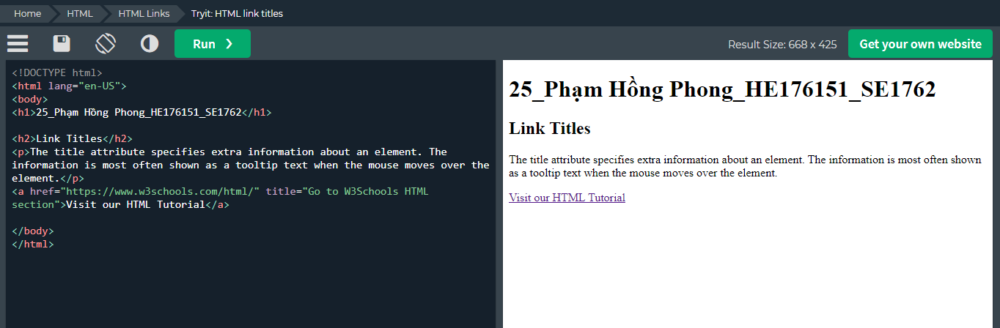 Home HTML HTML Links Tryit: HTML link titles
Run ❯ Result Size: 668 x 425 Get your own website
<!DOCTYPE html>
<html lang="en-US">
<body>
<h1>25_Phạm Hồng Phong_HE176151_SE1762</h1>
<h2>Link Titles</h2>
<p>The title attribute specifies extra information about an element. The
information is most often shown as a tooltip text when the mouse moves over the
element.</p>
<a href="https://www.w3schools.com/html/" title="Go to W3Schools HTML
section">Visit our HTML Tutorial</a>
</body>
</html>
25_Phạm Hồng Phong_HE176151_SE1762
Link Titles
The title attribute specifies extra information about an element. The information is most often shown
as a tooltip text when the mouse moves over the element.
Visit our HTML Tutorial